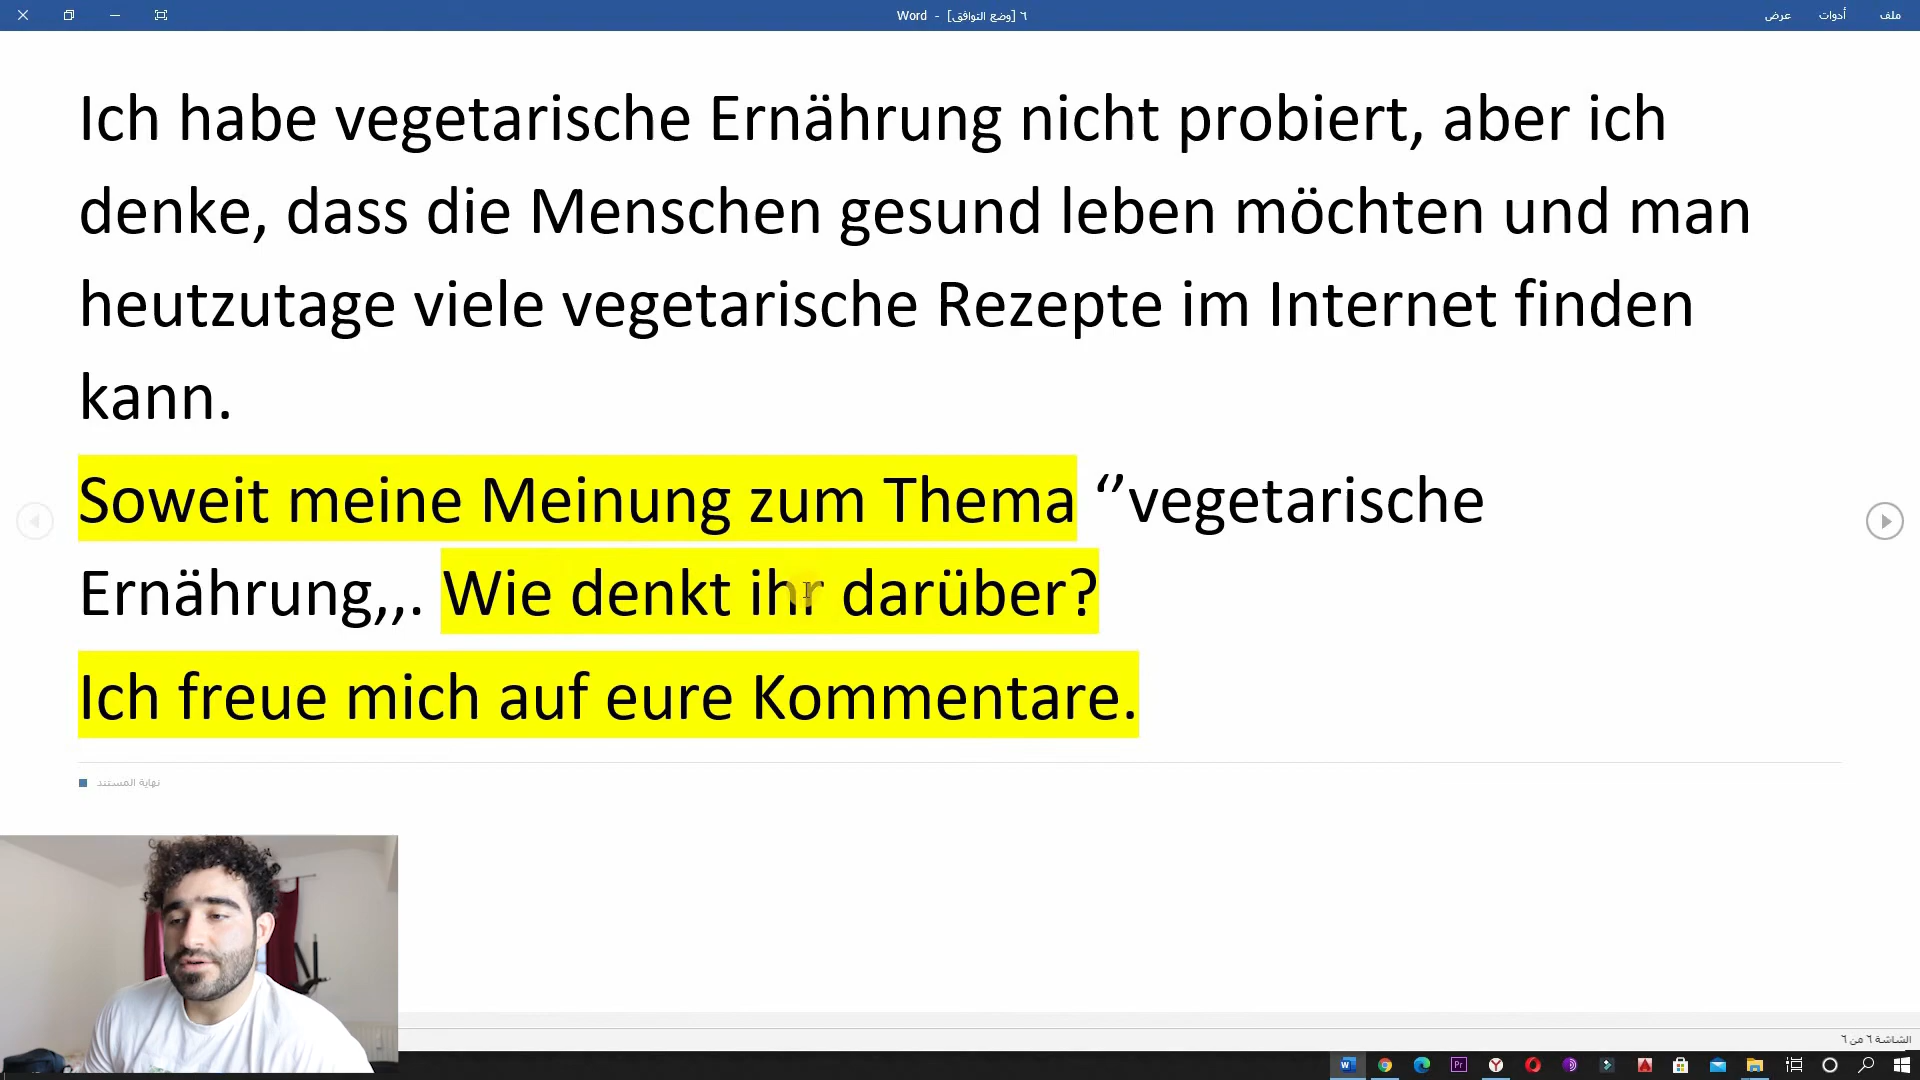 ٦ [وضع التوافق] - Word
ملف
أدوات
عرض
Ich habe vegetarische Ernährung nicht probiert, aber ich
denke, dass die Menschen gesund leben möchten und man
heutzutage viele vegetarische Rezepte im Internet finden
kann.
Soweit meine Meinung zum Thema ‘’vegetarische
Ernährung,,. Wie denkt ihr darüber?
Ich freue mich auf eure Kommentare.
نهاية المستند
الشاشة ٦ من ٦